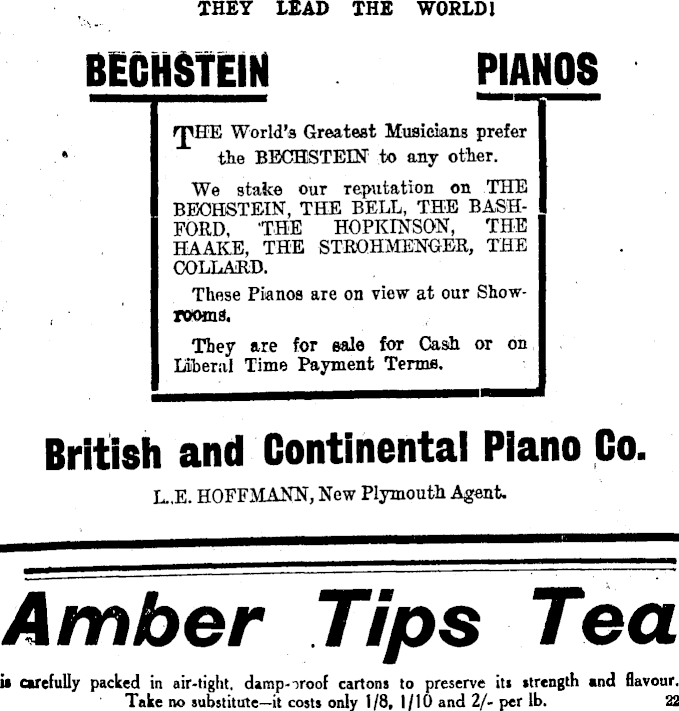 THEY LEAD THE WORLD!
BECHSTEIN PIANOS
THE World's Greatest Musicians prefer
the BECHSTEIN to any other.
We stake our reputation on THE
BECHSTEIN, THE BELL, THE BASH-
FORD, THE HOPKINSON, THE
HAAKE, THE STROHMENGER, THE
COLLARD.
These Pianos are on view at our Show-
rooms.
They are for sale for Cash or on
Liberal Time Payment Terms.
British and Continental Piano Co.
L.E. HOFFMANN, New Plymouth Agent.
Amber Tips Tea
is carefully packed in air-tight, damp-proof cartons to preserve its strength and flavour.
Take no substitute—it costs only 1/8, 1/10 and 2/- per lb. 22